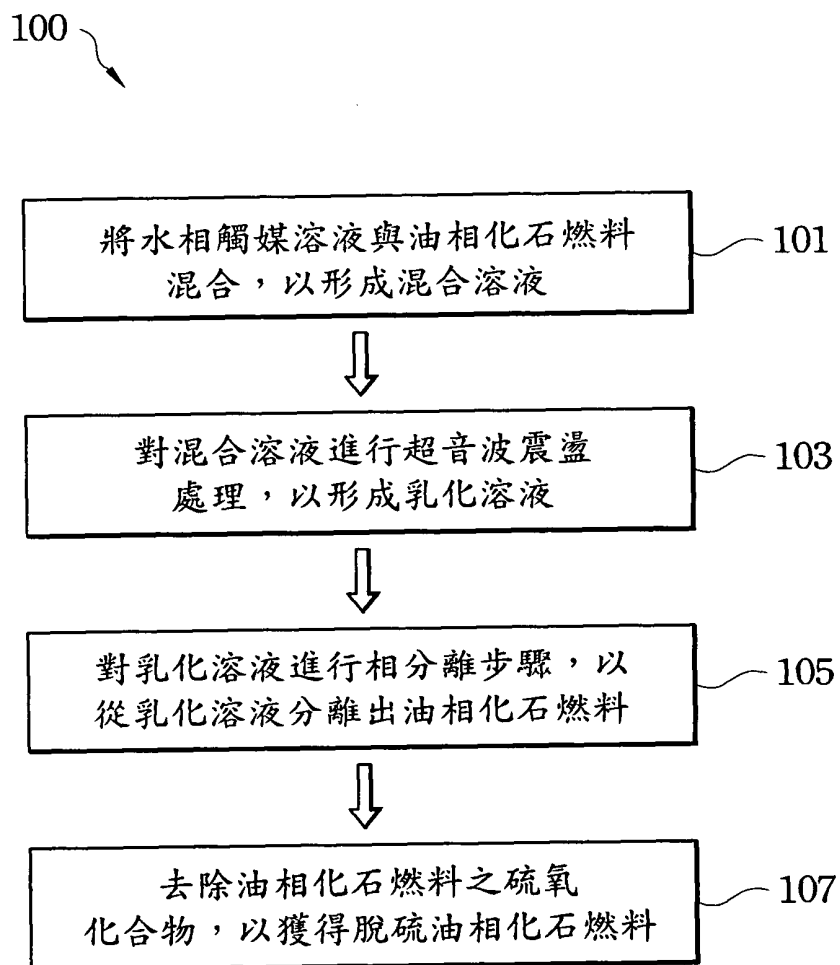 100
將水相觸媒溶液與油相化石燃料
混合，以形成混合溶液
101
對混合溶液進行超音波震盪
處理，以形成乳化溶液
103
對乳化溶液進行相分離步驟，以
從乳化溶液分離出油相化石燃料
105
去除油相化石燃料之硫氧
化合物，以獲得脫硫油相化石燃料
107